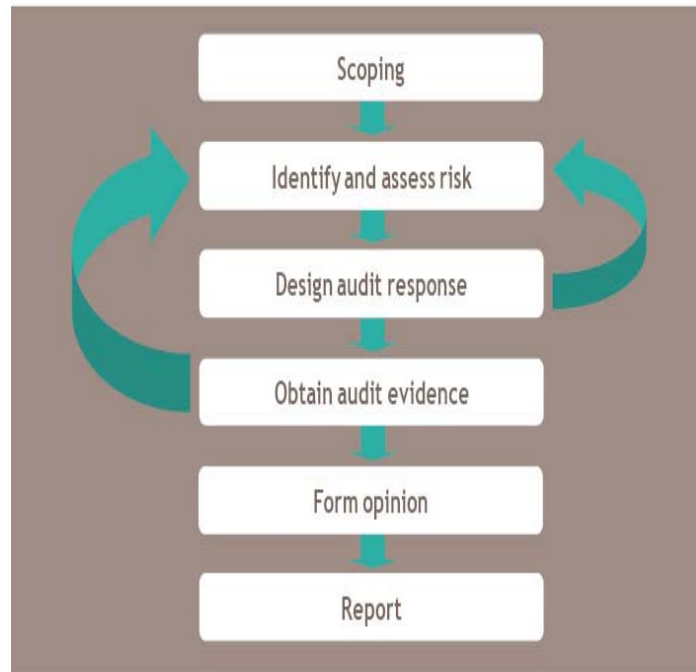 Scoping
Identify and assess risk
Design audit response
Obtain audit evidence
Form opinion
Report